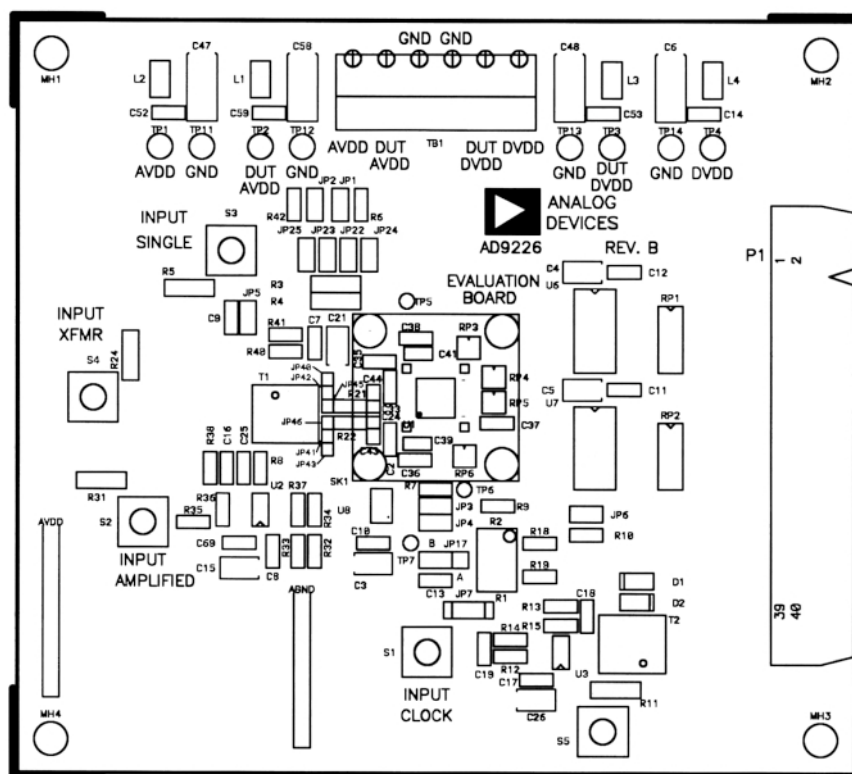 C47
C58
GND GND
C48
C6
MH1
L2
L1
L3
L4
MH2
C52
C59
C53
C14
TP1
TP11
TP2
TP12
TB1
TP13
TP3
TP14
TP4
AVDD
GND
DUT
AVDD
GND
AVDD DUT
AVDD
DUT DVDD
DVDD
GND
DUT
DVDD
GND
DVDD
JP2
JP1
R42
R6
INPUT
SINGLE
S3
ANALOG
DEVICES
AD9226
REV. B
JP25
JP23
JP22
JP24
P1
1 2
R5
R3
R4
EVALUATION
BOARD
C4
U6
C12
C9
JP5
TP5
RP1
INPUT
XFMR
S4
R24
R41
R40
C7
C21
C38
RP3
C41
JP40
JP42
T1
JP45
R21
C44
RP4
RP5
C5
U7
C11
JP46
R22
C39
C37
JP41
JP43
C43
C36
RP6
RP2
R38
C16
C25
R8
R31
SK1
R7
TP6
R36
U2
R37
R34
U8
JP3
JP4
R9
JP6
S2
R35
R2
R10
AVDD
INPUT
AMPLIFIED
C69
C15
C8
R33
R32
C10
C3
TP7
B
JP17
A
C13
R18
R19
R1
ABND
JP7
R13
R15
C18
D1
D2
T2
39
40
S1
R14
R12
C19
U3
C17
C26
R11
INPUT
CLOCK
MH4
S5
MH3